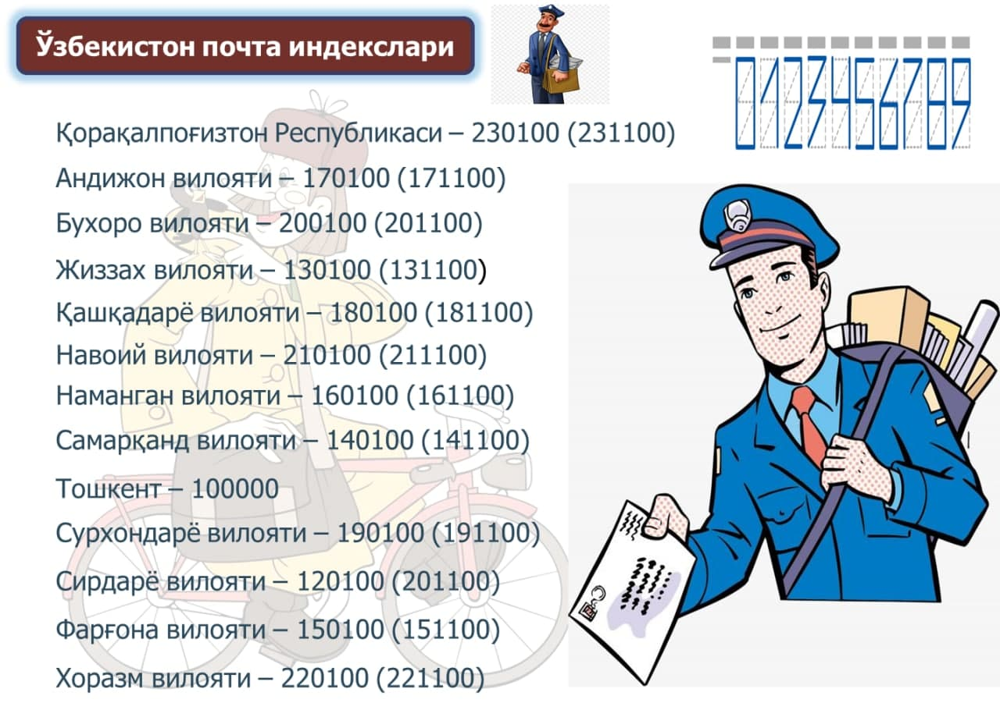 Ўзбекистон почта индекслари
0123456789
Қорақалпоғизтон Республикаси – 230100 (231100)
Андижон вилояти – 170100 (171100)
Бухоро вилояти – 200100 (201100)
Жиззах вилояти – 130100 (131100)
Қашқадарё вилояти – 180100 (181100)
Навоий вилояти – 210100 (211100)
Наманган вилояти – 160100 (161100)
Самарқанд вилояти – 140100 (141100)
Тошкент – 100000
Сурхондарё вилояти – 190100 (191100)
Сирдарё вилояти – 120100 (201100)
Фарғона вилояти – 150100 (151100)
Хоразм вилояти – 220100 (221100)